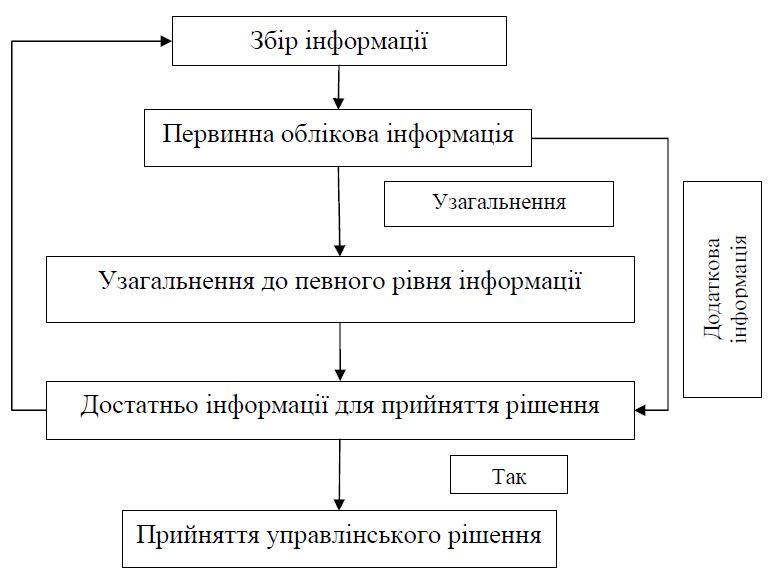 Збір інформації
Первинна облікова інформація
Узагальнення
Додаткова
інформація
Узагальнення до певного рівня інформації
Достатньо інформації для прийняття рішення
Так
Прийняття управлінського рішення